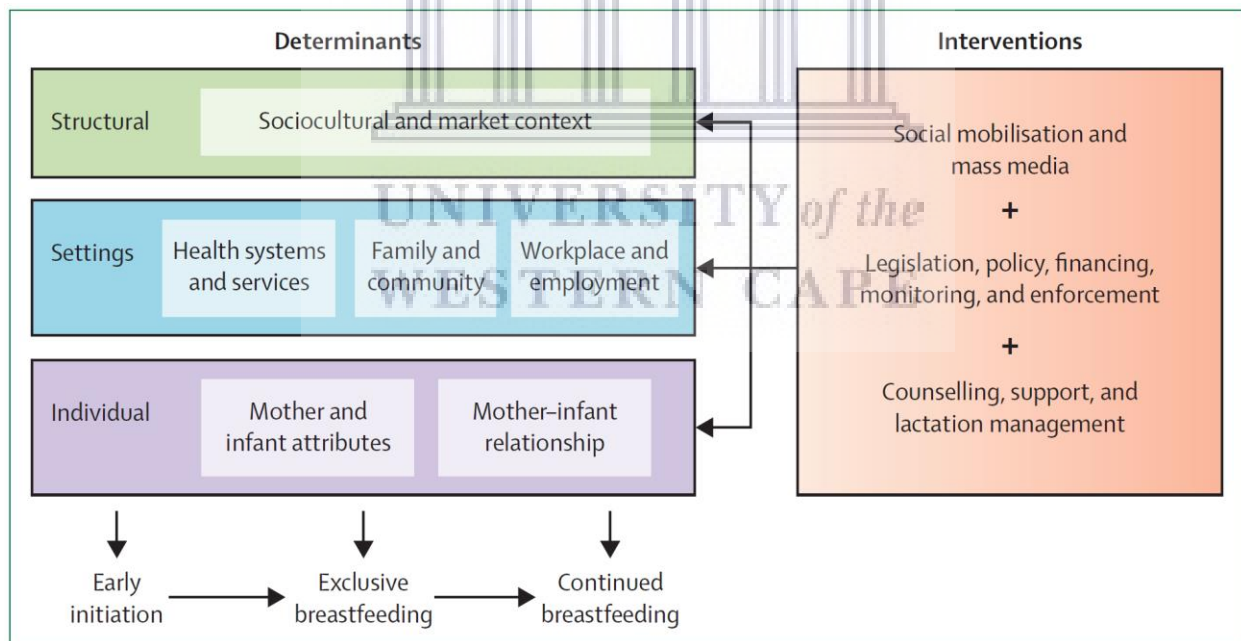 Determinants
Interventions
Structural
Sociocultural and market context
Settings
Health systems
and services
Family and
community
Workplace and
employment
Individual
Mother and
infant attributes
Mother–infant
relationship
Early
initiation
Exclusive
breastfeeding
Continued
breastfeeding
Social mobilisation and
mass media
+
Legislation, policy, financing,
monitoring, and enforcement
+
Counselling, support, and
lactation management
UNIVERSITY of the
WESTERN CAPE